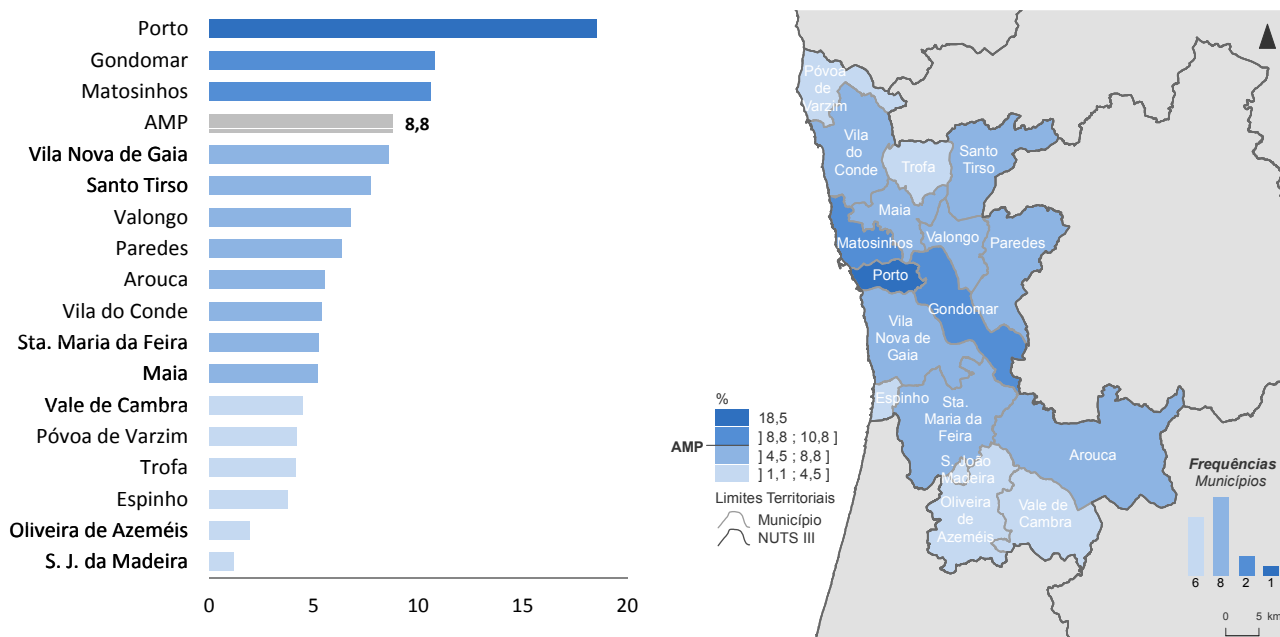 Porto
Gondomar
Matosinhos
AMP
8,8
Vila Nova de Gaia
Santo Tirso
Valongo
Paredes
Arouca
Vila do Conde
Sta. Maria da Feira
Maia
Vale de Cambra
Póvoa de Varzim
Trofa
Espinho
Oliveira de Azeméis
S. J. da Madeira
0 5 10 15 20
Póvoa
de
Varzim
Vila
do
Conde
Trofa
Santo
Tirso
Maia
Matosinhos
Valongo
Paredes
Porto
Gondomar
Vila
Nova de
Gaia
Espinho
Sta.
Maria da
Feira
Arouca
S. João
Madeira
Oliveira
de
Azeméis
Vale de
Cambra
%
18,5
] 8,8 ; 10,8 ]
AMP
] 4,5 ; 8,8 ]
] 1,1 ; 4,5 ]
Limites Territoriais
Município
NUTS III
Frequências
Municípios
6 8 2 1
0 5 km